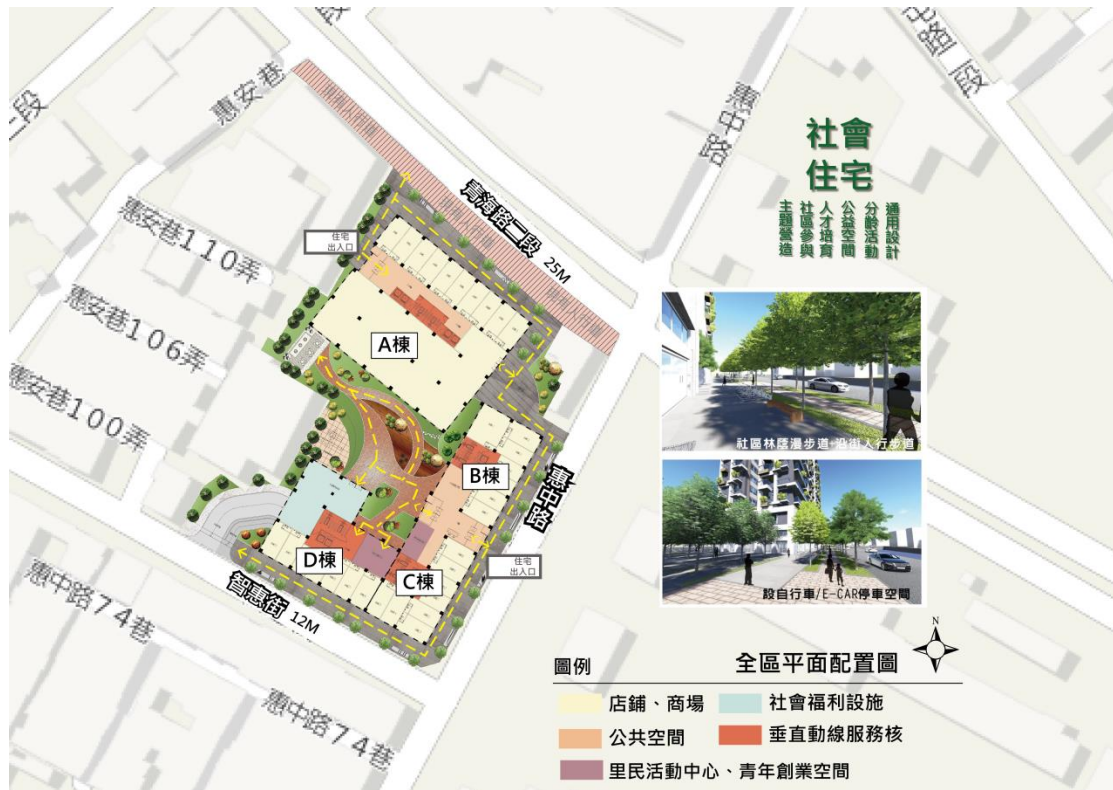 二段
惠安巷
惠中路
惠中路一段
社會
住宅
通用設計
分齡活動
公益空間
人才培育
社區參與
主題營造
青海路二段 25M
住宅
出入口
惠安巷110弄
惠安巷106弄
惠安巷100弄
A棟
B棟
惠中路
D棟
C棟
住宅
出入口
智惠街 12M
惠中路74巷
惠中路74巷
社區林蔭漫步道+沿街人行步道
設自行車/E-CAR停車空間
N
圖例
全區平面配置圖
店鋪、商場
社會福利設施
公共空間
垂直動線服務核
里民活動中心、青年創業空間